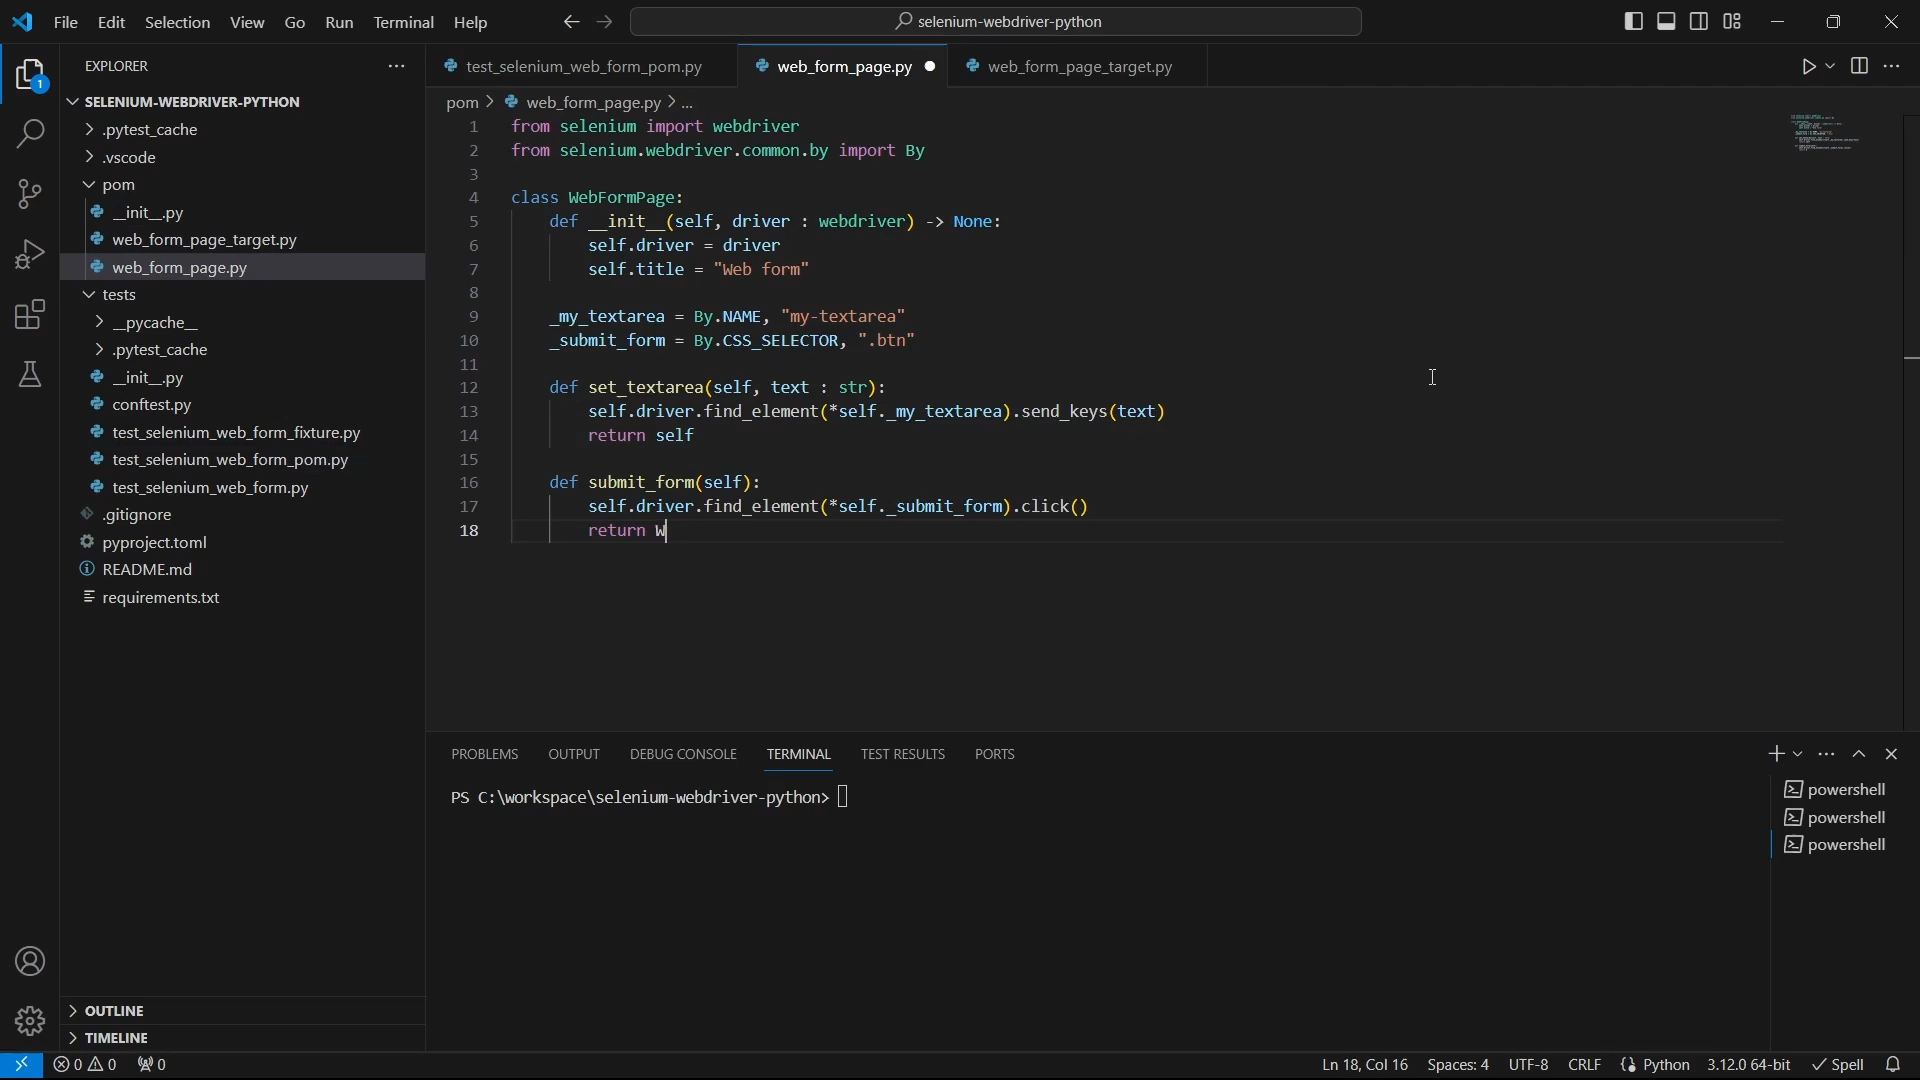 File Edit Selection View Go Run Terminal Help
selenium-webdriver-python
EXPLORER
SELENIUM-WEBDRIVER-PYTHON
.pytest_cache
.vscode
pom
__init__.py
web_form_page_target.py
web_form_page.py
tests
__pycache__
.pytest_cache
__init__.py
conftest.py
test_selenium_web_form_fixture.py
test_selenium_web_form_pom.py
test_selenium_web_form.py
.gitignore
pyproject.toml
README.md
requirements.txt
OUTLINE
TIMELINE
1
test_selenium_web_form_pom.py web_form_page.py web_form_page_target.py
pom > web_form_page.py > ...
1 from selenium import webdriver
2 from selenium.webdriver.common.by import By
3
4 class WebFormPage:
5 def __init__(self, driver : webdriver) -> None:
6 self.driver = driver
7 self.title = "Web form"
8
9 _my_textarea = By.NAME, "my-textarea"
10 _submit_form = By.CSS_SELECTOR, ".btn"
11
12 def set_textarea(self, text : str):
13 self.driver.find_element(*self._my_textarea).send_keys(text)
14 return self
15
16 def submit_form(self):
17 self.driver.find_element(*self._submit_form).click()
18 return W
PROBLEMS OUTPUT DEBUG CONSOLE TERMINAL TEST RESULTS PORTS
PS C:\workspace\selenium-webdriver-python>
powershell
powershell
powershell
0 0 0 Ln 18, Col 16 Spaces: 4 UTF-8 CRLF Python 3.12.0 64-bit Spell